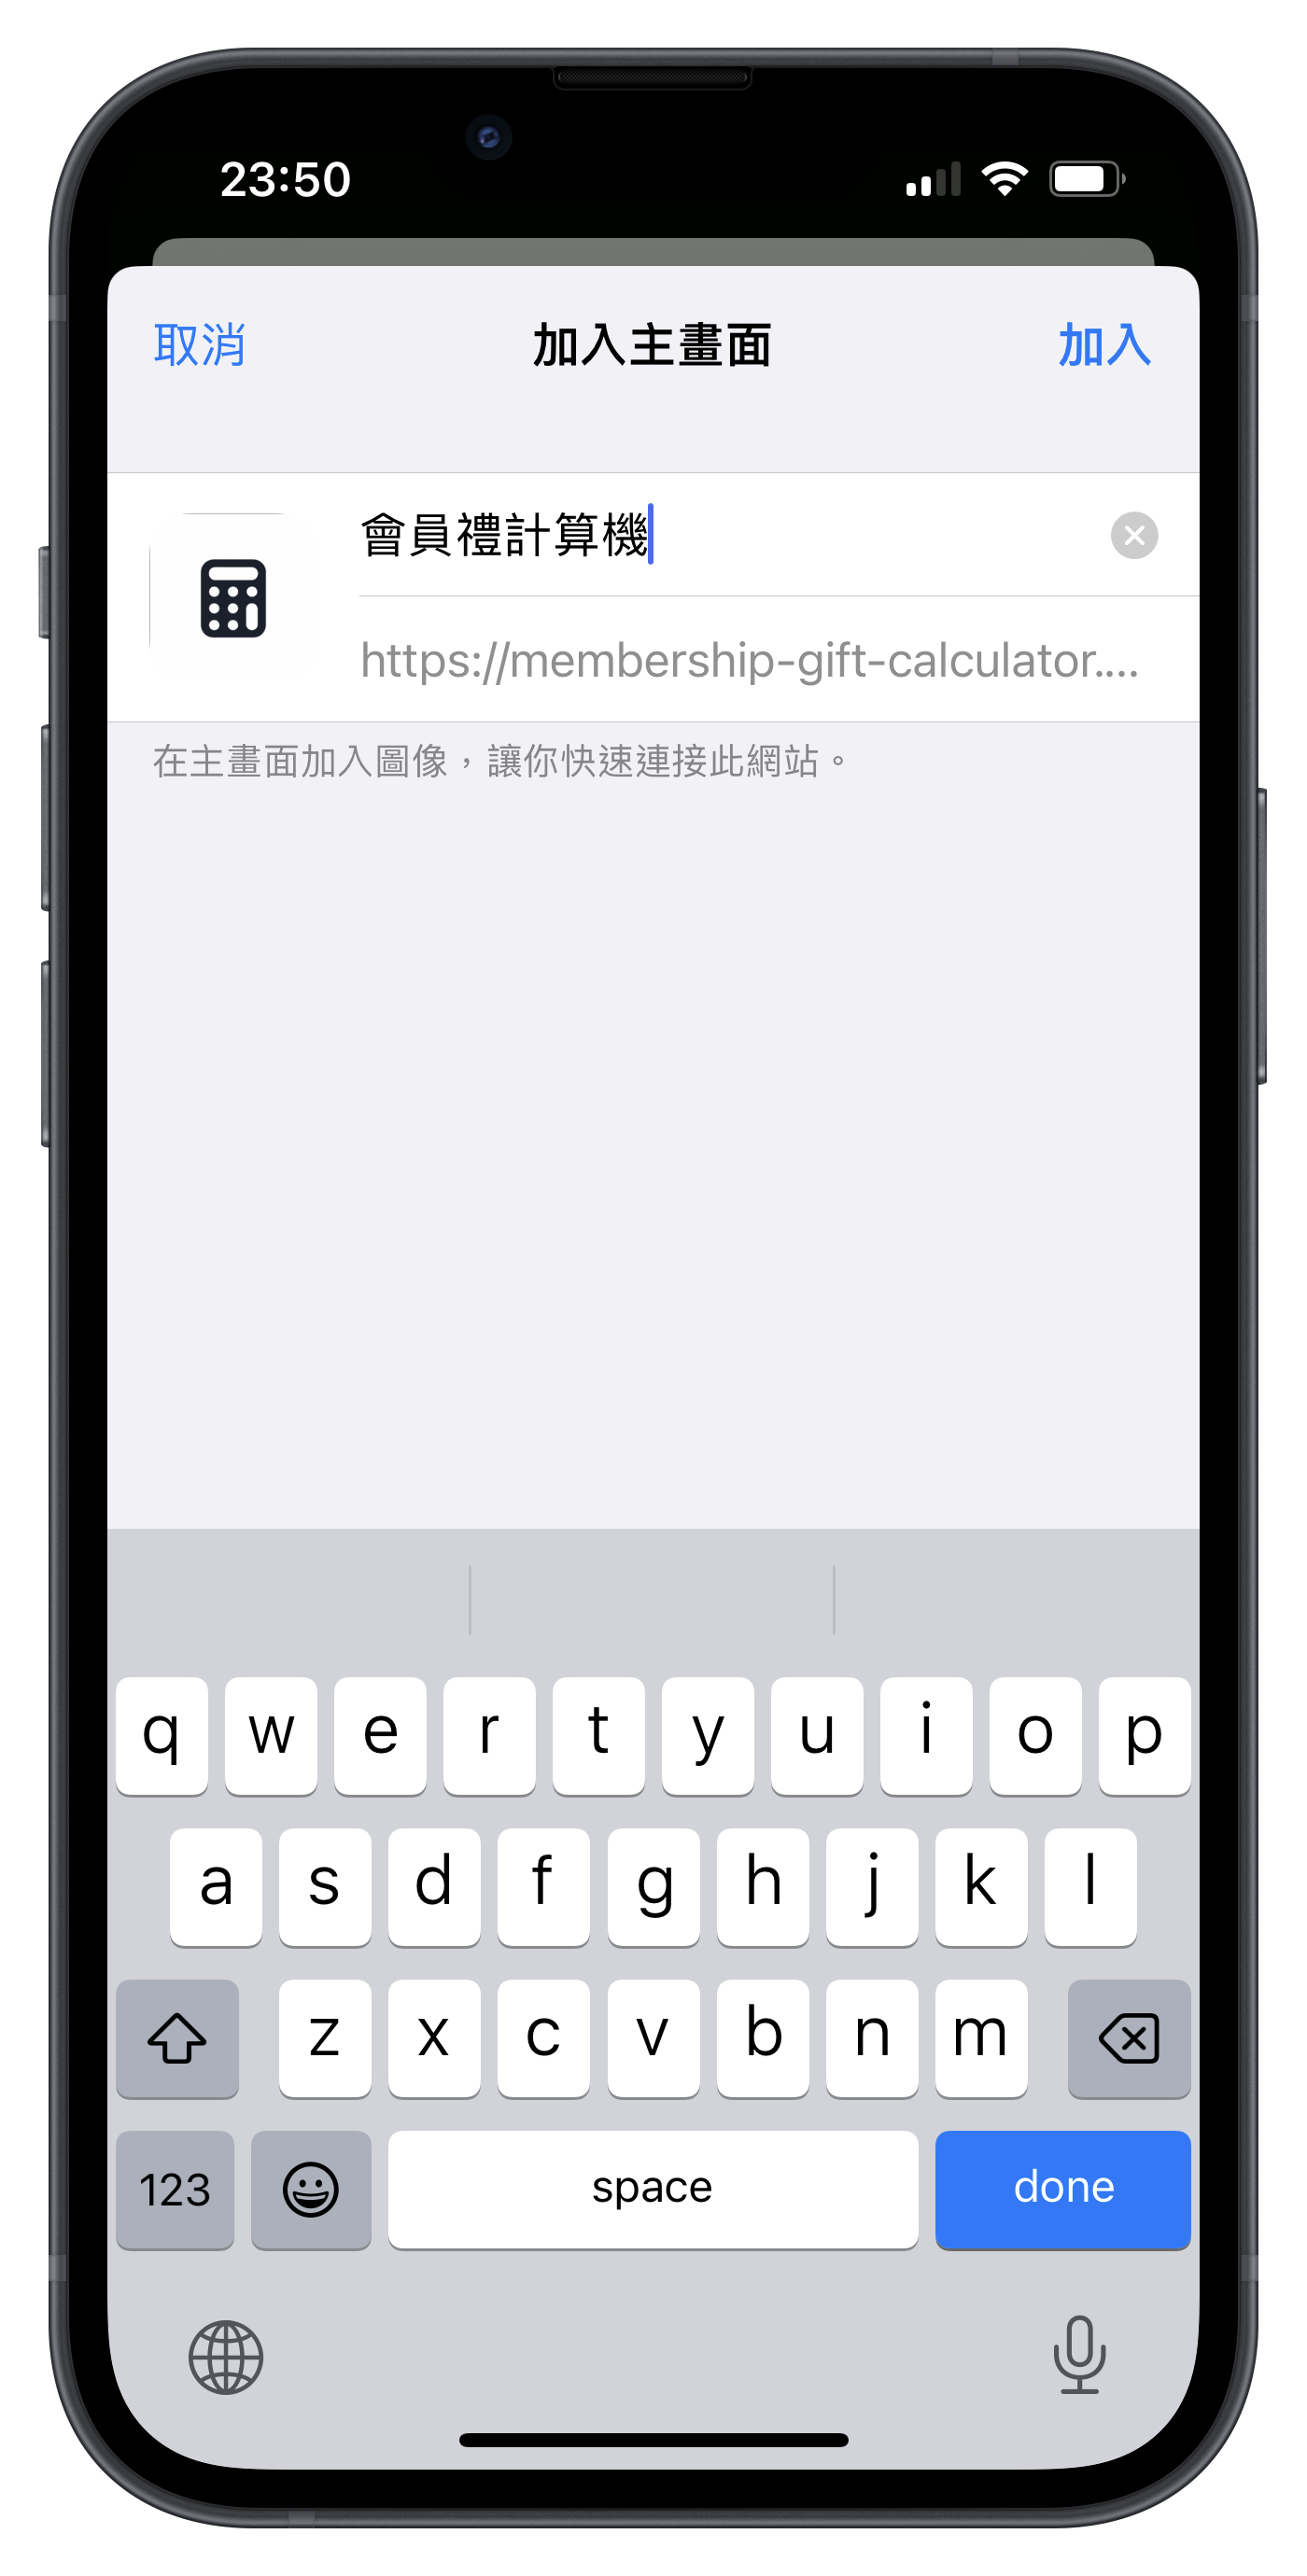 23:50
取消 加入主畫面 加入
會員禮計算機
https://membership-gift-calculator....
在主畫面加入圖像，讓你快速連接此網站。
q w e r t y u i o p
a s d f g h j k l
z x c v b n m
123 space done